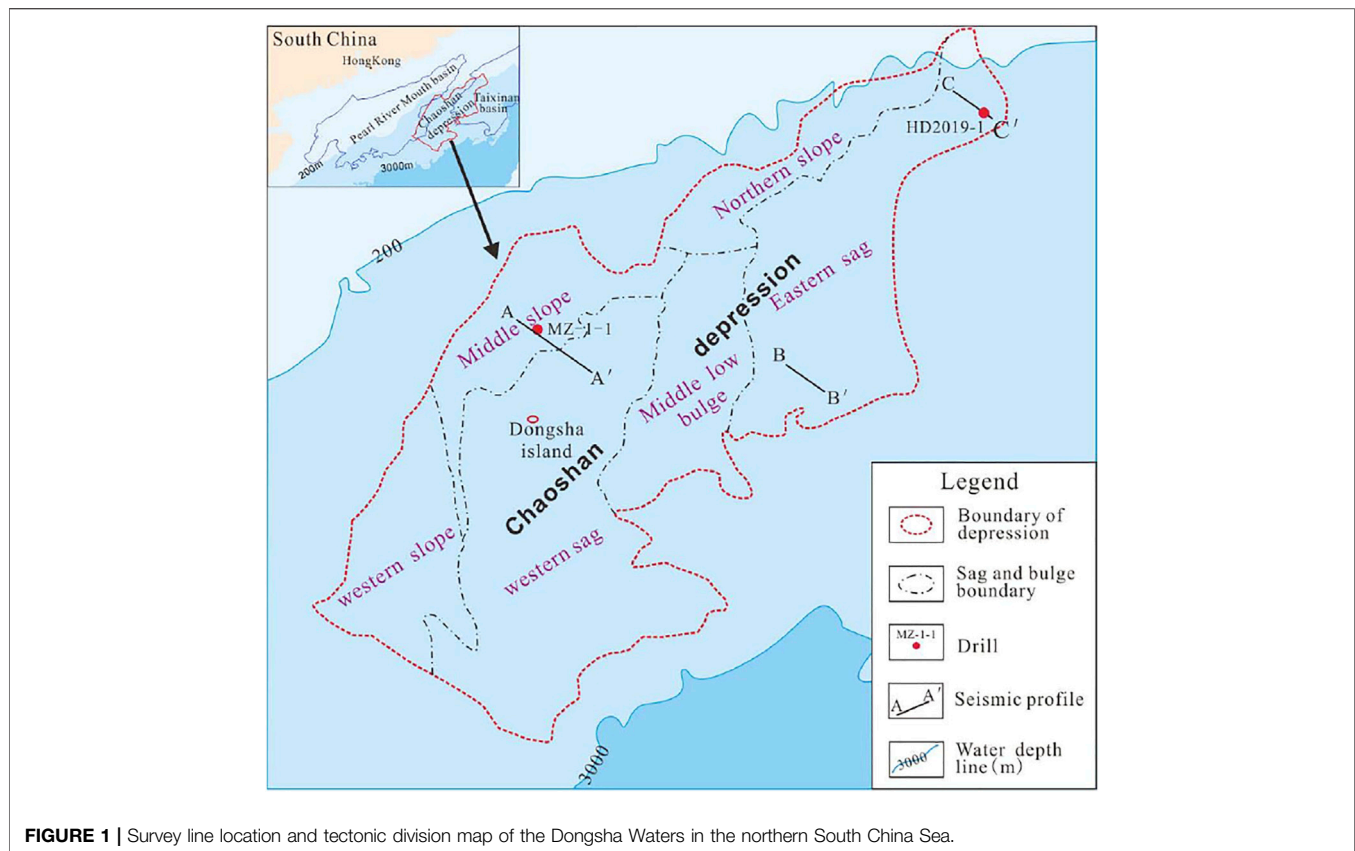 South China
HongKong
Pearl River Mouth basin
Chaoshan
depression
Taixinan
basin
200m
3000m
200
C
HD2019-1
C'
Northern slope
Eastern sag
depression
A
MZ-1-1
Middle slope
A'
Middle low
bulge
B
B'
Dongsha
island
Chaoshan
western slope
western sag
3000
Legend
Boundary of
depression
Sag and bulge
boundary
MZ-1-1
Drill
A A'
Seismic profile
3000
Water depth
line(m)
FIGURE 1 | Survey line location and tectonic division map of the Dongsha Waters in the northern South China Sea.